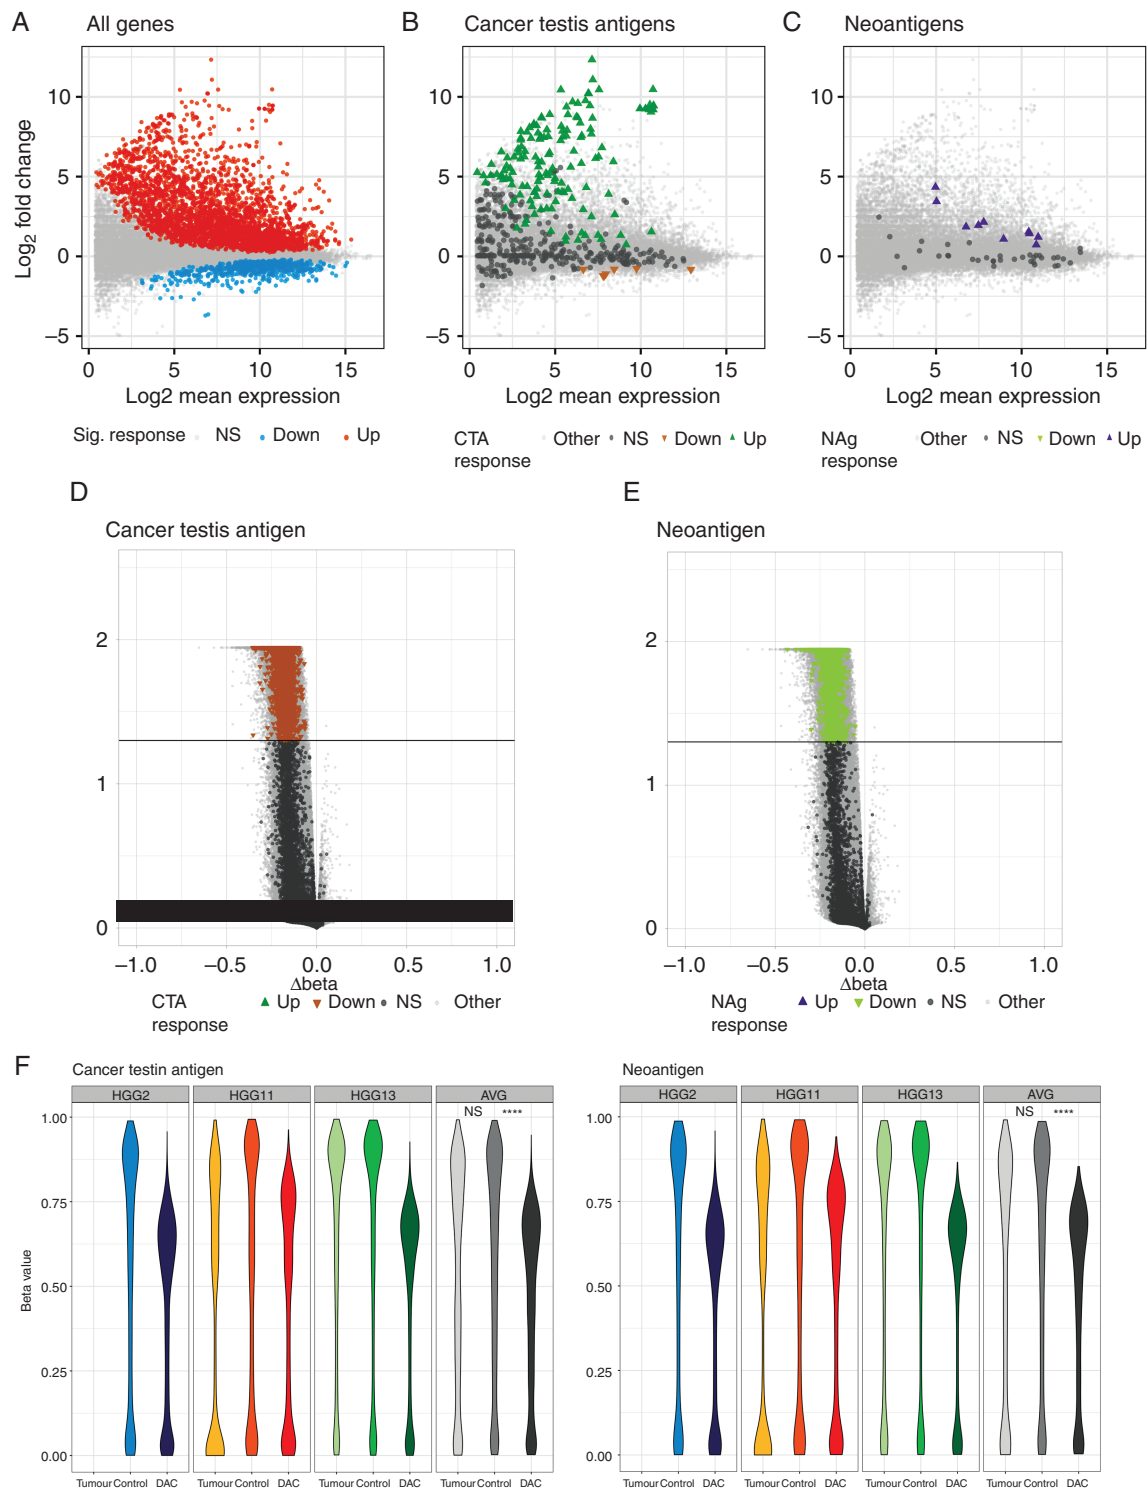 A All genes
B Cancer testis antigens
C Neoantigens
Log2 fold change
10
5
0
−5
0 5 10 15
Log2 mean expression
Sig. response NS Down Up
10
5
0
−5
0 5 10 15
Log2 mean expression
CTA response Other NS Down Up
10
5
0
−5
0 5 10 15
Log2 mean expression
NAg response Other NS Down Up
D
Cancer testis antigen
2
1
0
−1.0 −0.5 0.0 0.5 1.0
Δbeta
CTA response Up Down NS Other
E
Neoantigen
2
1
0
−1.0 −0.5 0.0 0.5 1.0
Δbeta
NAg response Up Down NS Other
F
Cancer testin antigen
HGG2 HGG11 HGG13 AVG
NS ****
Beta value
1.00
0.75
0.50
0.25
0.00
Tumour Control DAC Tumour Control DAC Tumour Control DAC Tumour Control DAC
Neoantigen
HGG2 HGG11 HGG13 AVG
NS ****
1.00
0.75
0.50
0.25
0.00
Tumour Control DAC Tumour Control DAC Tumour Control DAC Tumour Control DAC